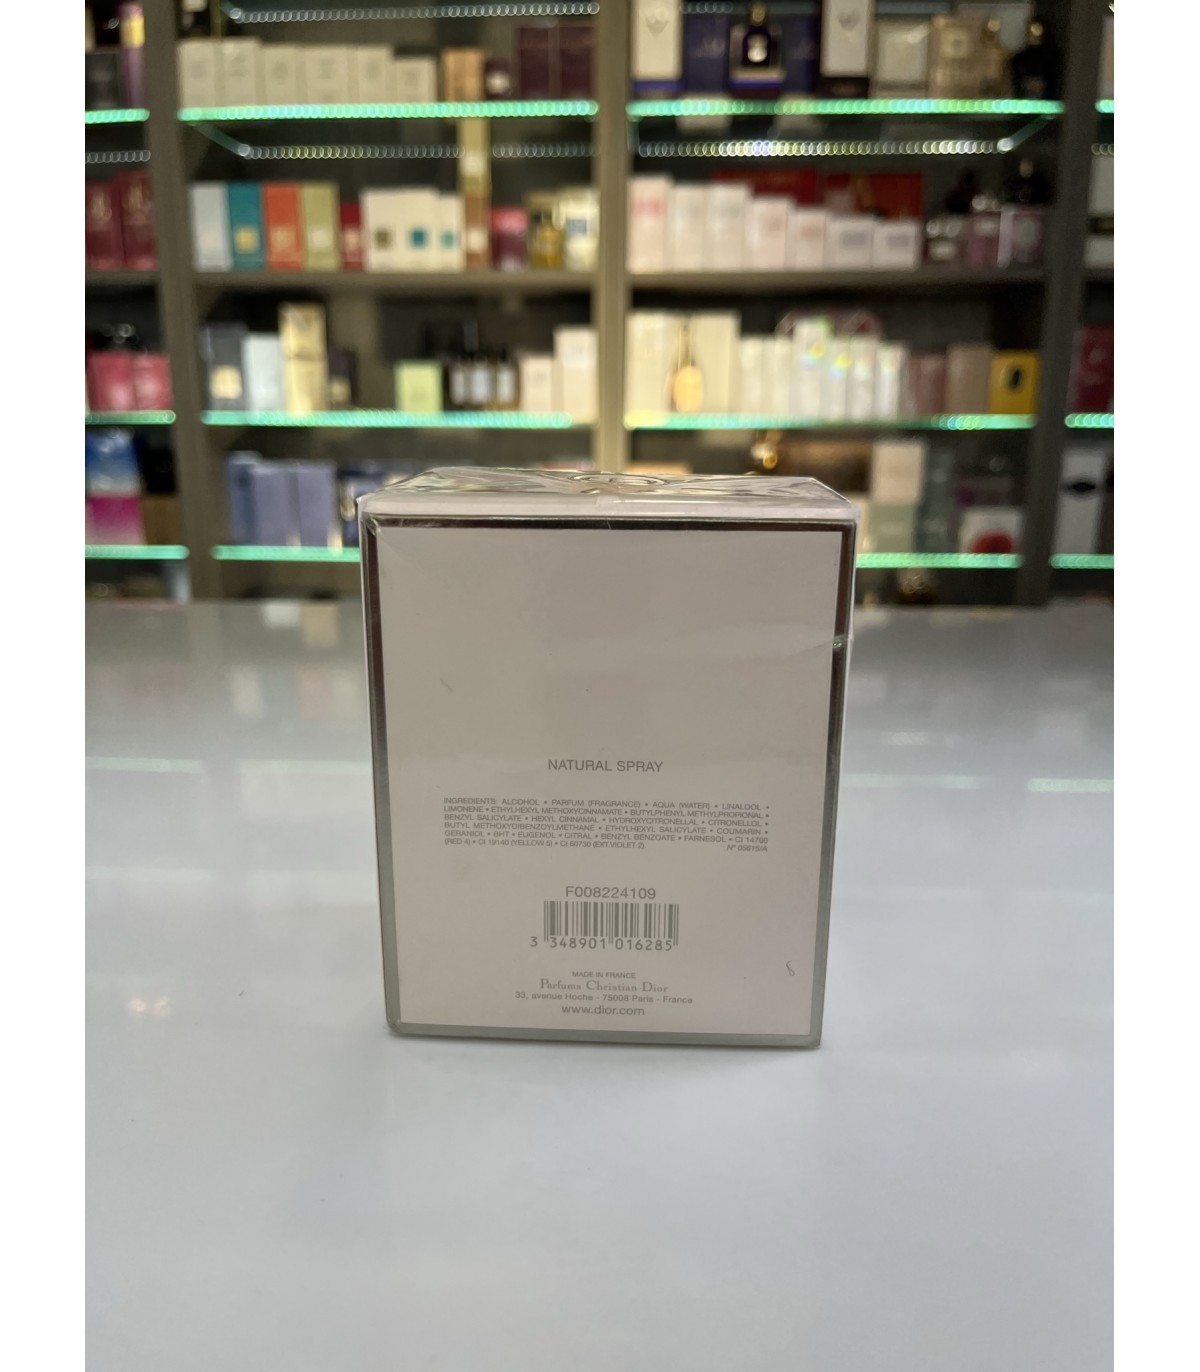 NATURAL SPRAY
INGREDIENTS: ALCOHOL • PARFUM (FRAGRANCE) • AQUA (WATER) • LINALOOL •
LIMONENE • ETHYLHEXYL METHOXYCINNAMATE • BUTYLPHENYL METHYLPROPIONAL •
BENZYL SALICYLATE • HEXYL CINNAMAL • HYDROXYCITRONELLAL • CITRONELLOL •
BUTYL METHOXYDIBENZOYLMETHANE • ETHYLHEXYL SALICYLATE • COUMARIN •
GERANIOL • BHT • EUGENOL • CITRAL • BENZYL BENZOATE • FARNESOL • CI 14700
(RED 4) • CI 19140 (YELLOW 5) • CI 60730 (EXT.VIOLET 2). N° 05615/A
F008224109
3 348901 016285
MADE IN FRANCE
Parfums Christian Dior
33, avenue Hoche - 75008 Paris - France
www.dior.com